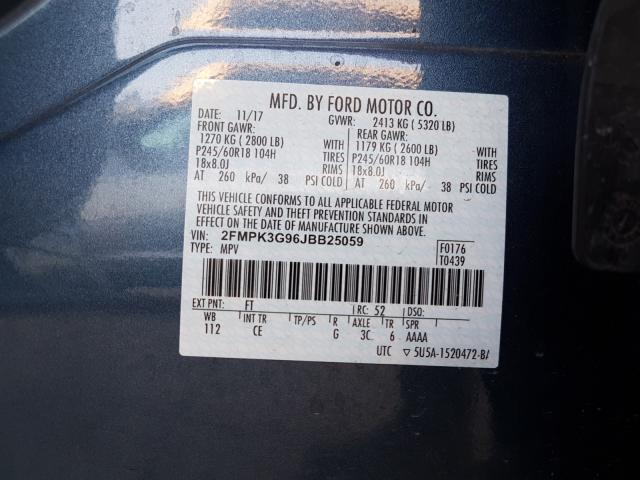 MFD. BY FORD MOTOR CO.
DATE: 11/17 GVWR: 2413 KG ( 5320 LB)
FRONT GAWR: REAR GAWR:
1270 KG ( 2800 LB) WITH 1179 KG ( 2600 LB) WITH
P245/60R18 104H TIRES P245/60R18 104H TIRES
18x8.0J RIMS 18x8.0J RIMS
AT 260 kPa/ 38 PSI COLD AT 260 kPa/ 38 PSI COLD
THIS VEHICLE CONFORMS TO ALL APPLICABLE FEDERAL MOTOR
VEHICLE SAFETY AND THEFT PREVENTION STANDARDS IN
EFFECT ON THE DATE OF MANUFACTURE SHOWN ABOVE.
VIN: 2FMPK3G96JBB25059 F0176
TYPE: MPV T0439
EXT PNT: FT RC: 52 DSO:
WB INT TR TP/PS R AXLE TR SPR
112 CE G 3C 6 AAAA
UTC ▽ 5U5A-1520472-B